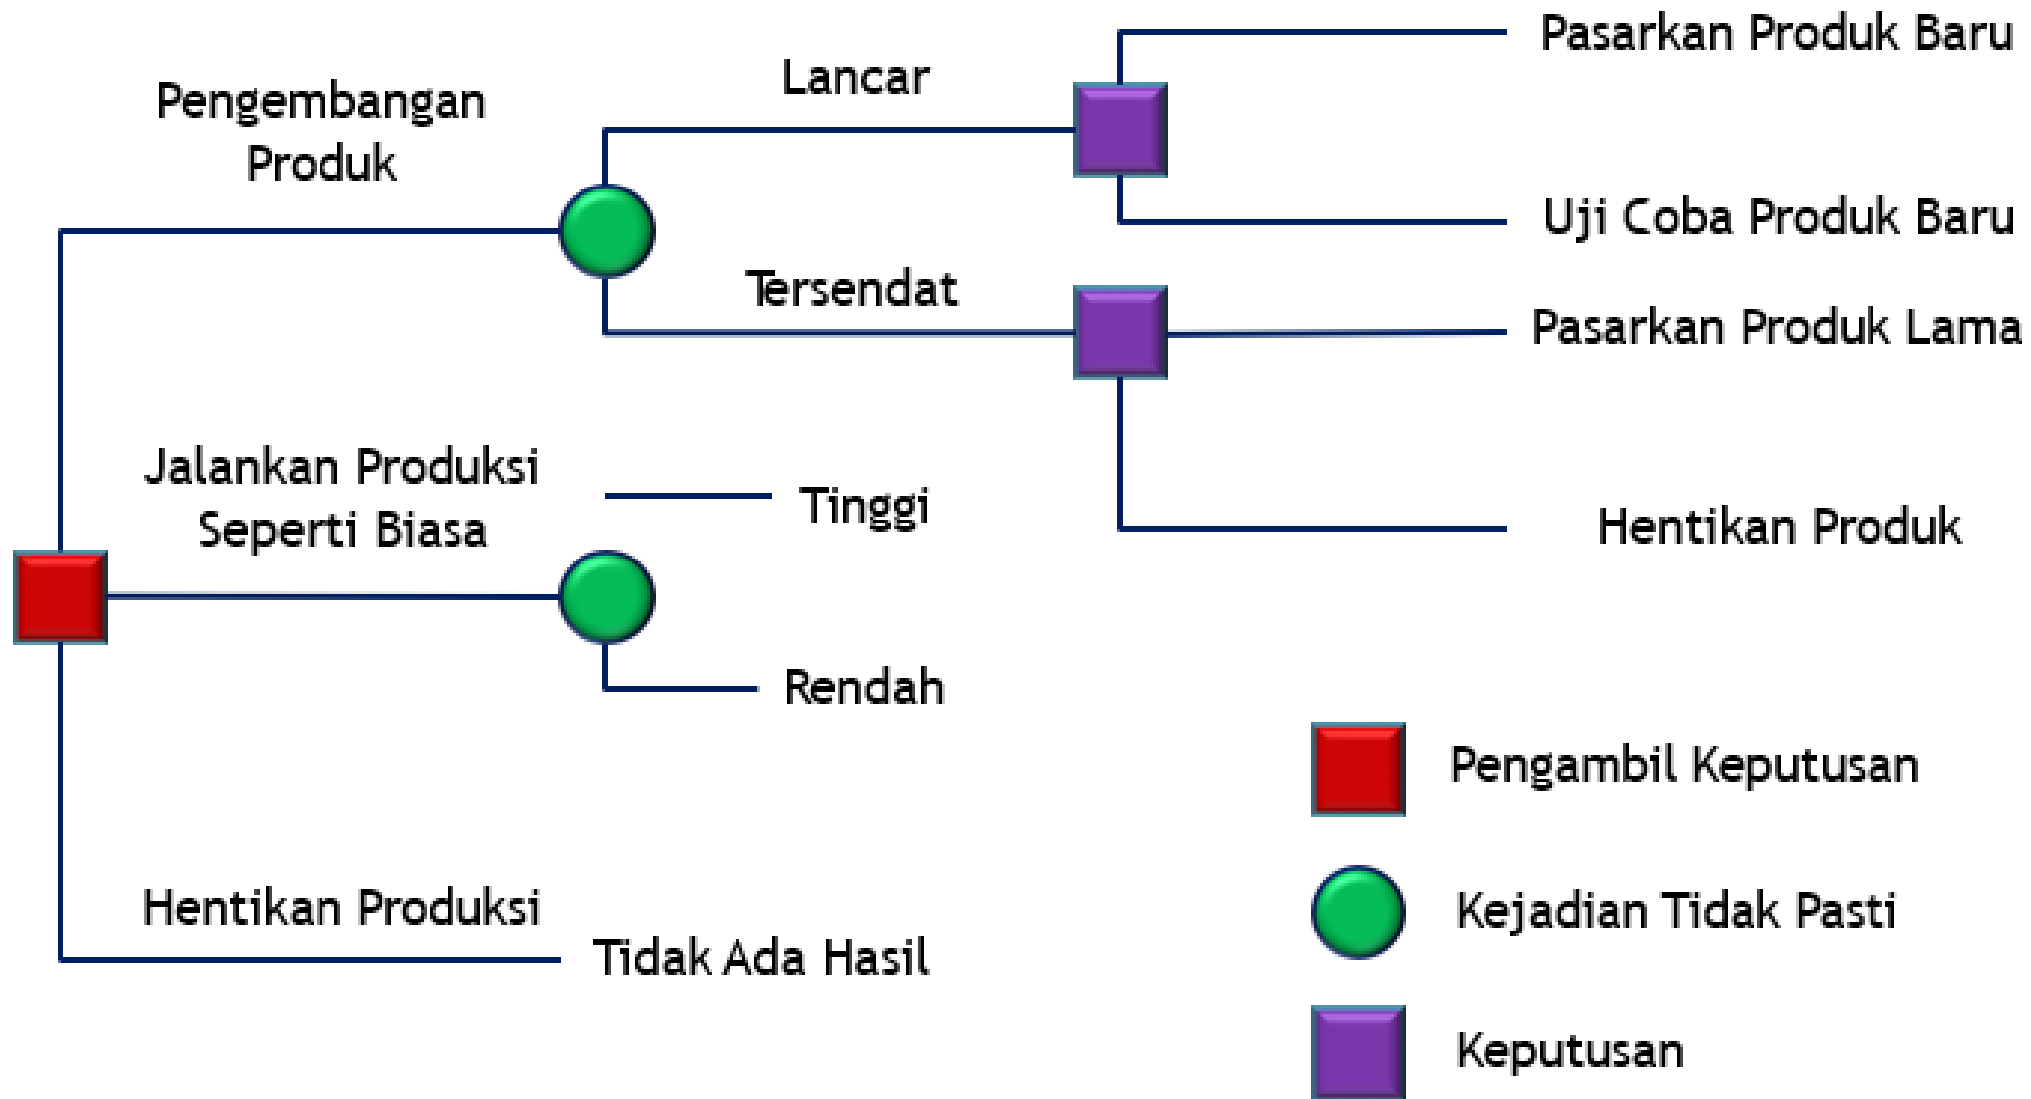 Pasarkan Produk Baru
Lancar
Pengembangan
Produk
Uji Coba Produk Baru
Tersendat
Pasarkan Produk Lama
Jalankan Produksi
Seperti Biasa
Tinggi
Hentikan Produk
Rendah
Pengambil Keputusan
Hentikan Produksi
Kejadian Tidak Pasti
Tidak Ada Hasil
Keputusan